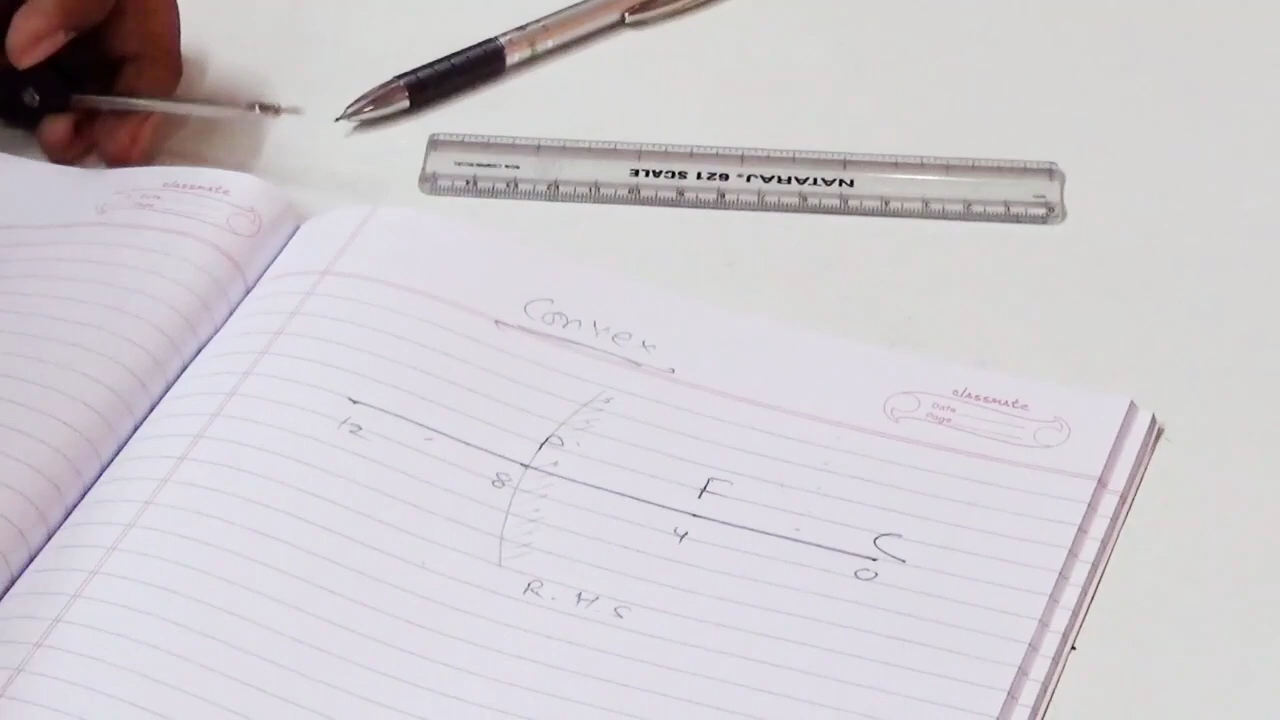 NATARAJ 621 SCALE
classmate
Date
Page
Convex
classmate
Date
Page
12
P
8
F
4
C
0
R.H.S